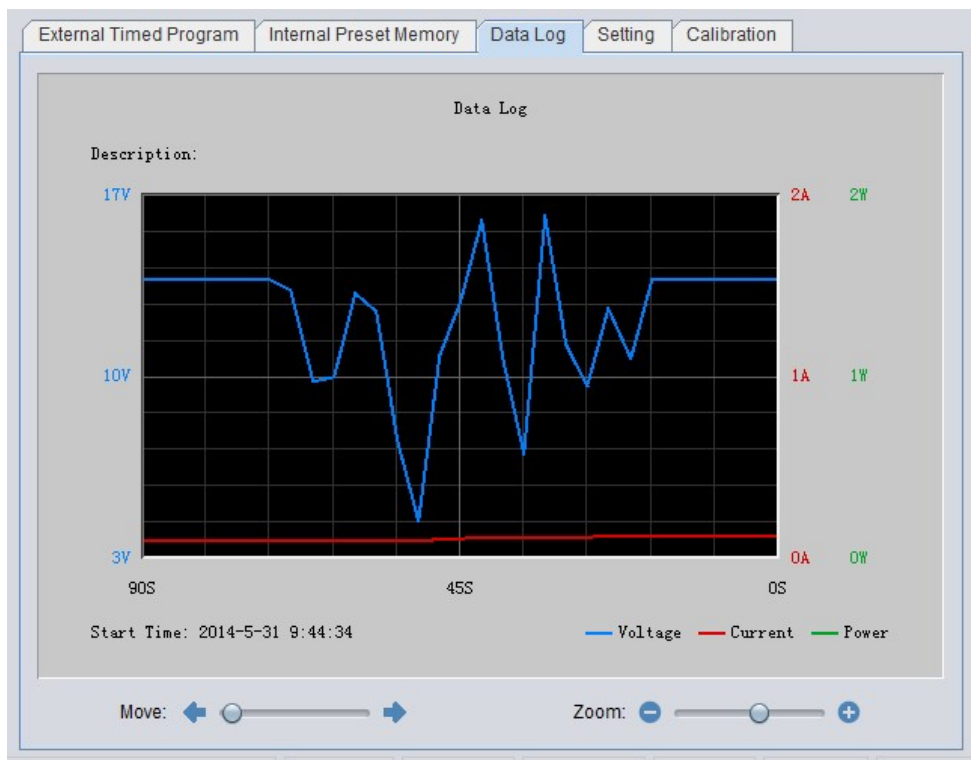 External Timed Program Internal Preset Memory Data Log Setting Calibration
Data Log
Description:
17V 2A 2W
10V 1A 1W
3V 0A 0W
90S 45S 0S
Start Time: 2014-5-31 9:44:34 Voltage Current Power
Move: Zoom: